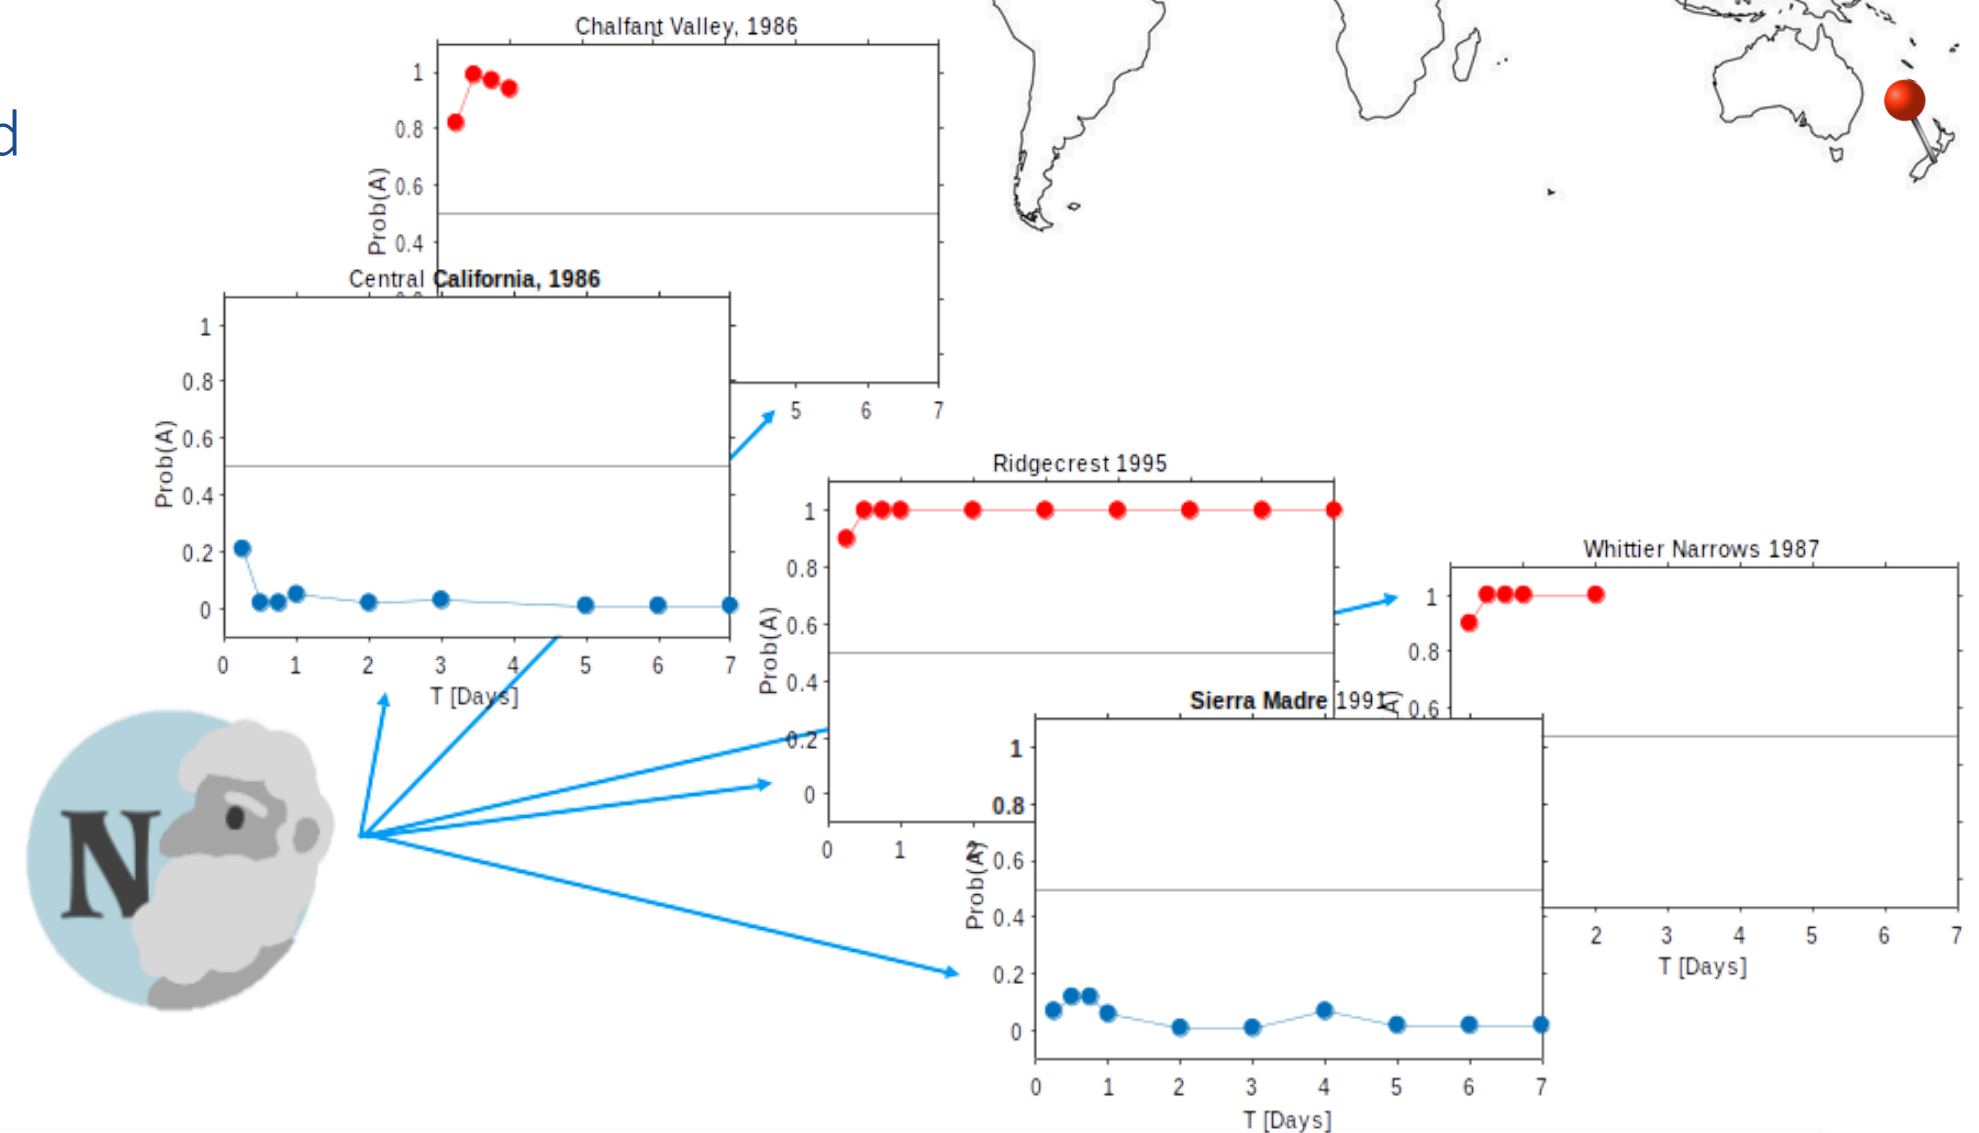 d
Chalfant Valley, 1986
1
0.8
0.6
0.4
Prob(A)
5 6 7
Central California, 1986
1
0.8
0.6
0.4
0.2
0
Prob(A)
0 1 2 3 4 5 6 7
T [Days]
Ridgecrest 1995
1
0.8
0.6
0.4
0.2
0
Prob(A)
0 1 2
Whittier Narrows 1987
1
0.8
0.6
A)
2 3 4 5 6 7
T [Days]
Sierra Madre 1991
1
0.8
0.6
0.4
0.2
0
Prob(A)
0 1 2 3 4 5 6 7
T [Days]
N